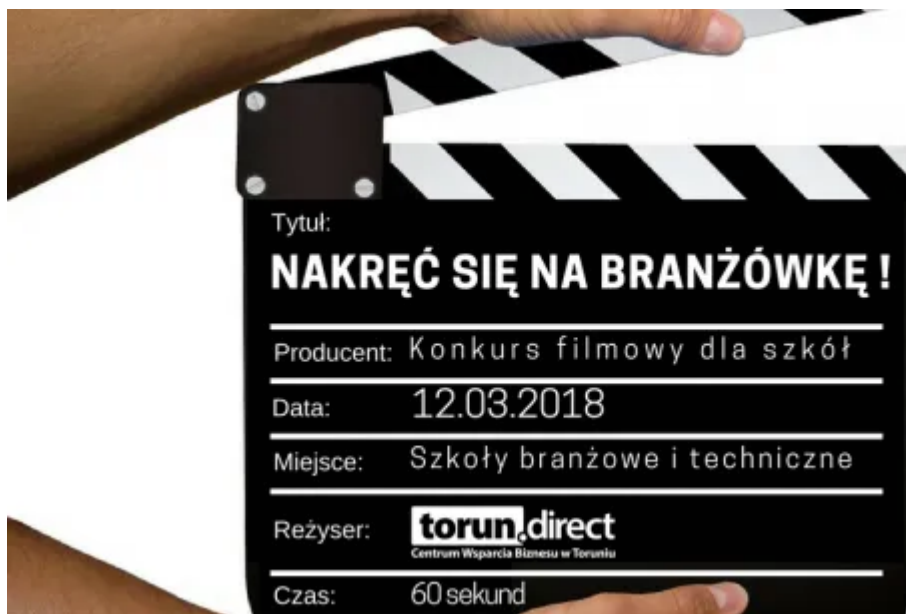 Tytuł:
NAKRĘĆ SIĘ NA BRANŻÓWKĘ !
Producent: Konkurs filmowy dla szkół
Data: 12.03.2018
Miejsce: Szkoły branżowe i techniczne
Reżyser: torun.direct
Centrum Wsparcia Biznesu w Toruniu
Czas: 60 sekund